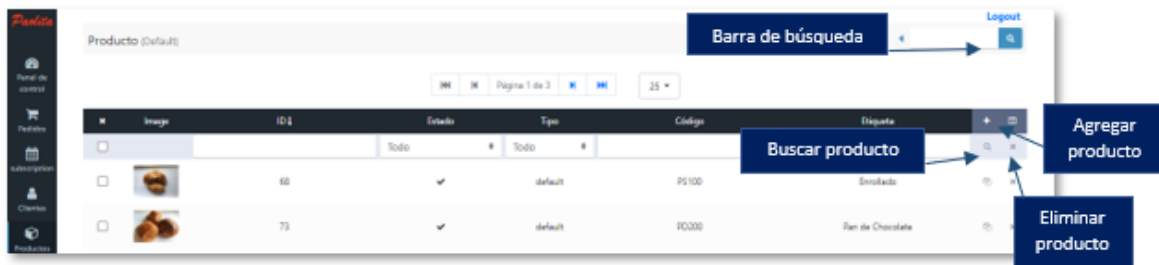 Paolita
Logout
Producto (Default)
Barra de búsqueda
Panel de
control
Página 1 de 3
25
Pedidos
Image
ID
Estado
Tipo
Código
Etiqueta
Agregar
producto
Todo
Todo
Buscar producto
subscription
68
default
PS100
Enrollado
Clientes
Eliminar
producto
73
default
PD200
Pan de Chocolate
Productos